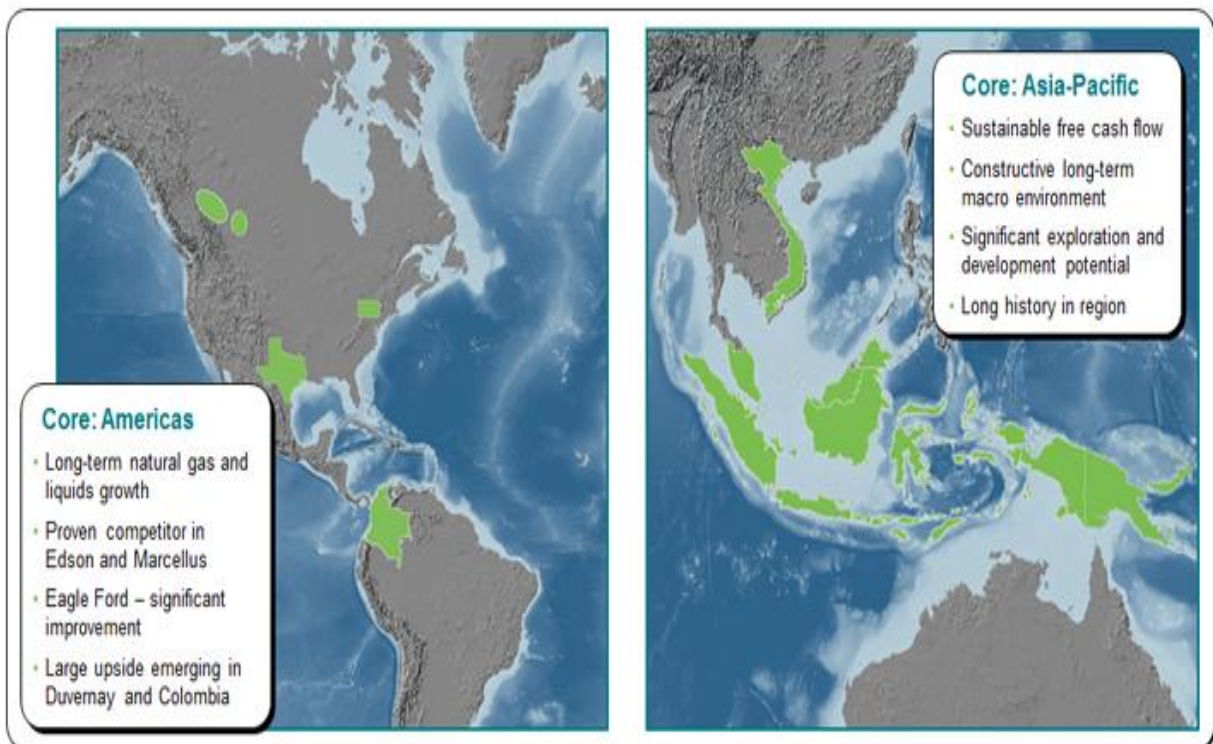 Core: Americas
• Long-term natural gas and
liquids growth
• Proven competitor in
Edson and Marcellus
• Eagle Ford – significant
improvement
• Large upside emerging in
Duvernay and Colombia
Core: Asia-Pacific
• Sustainable free cash flow
• Constructive long-term
macro environment
• Significant exploration and
development potential
• Long history in region